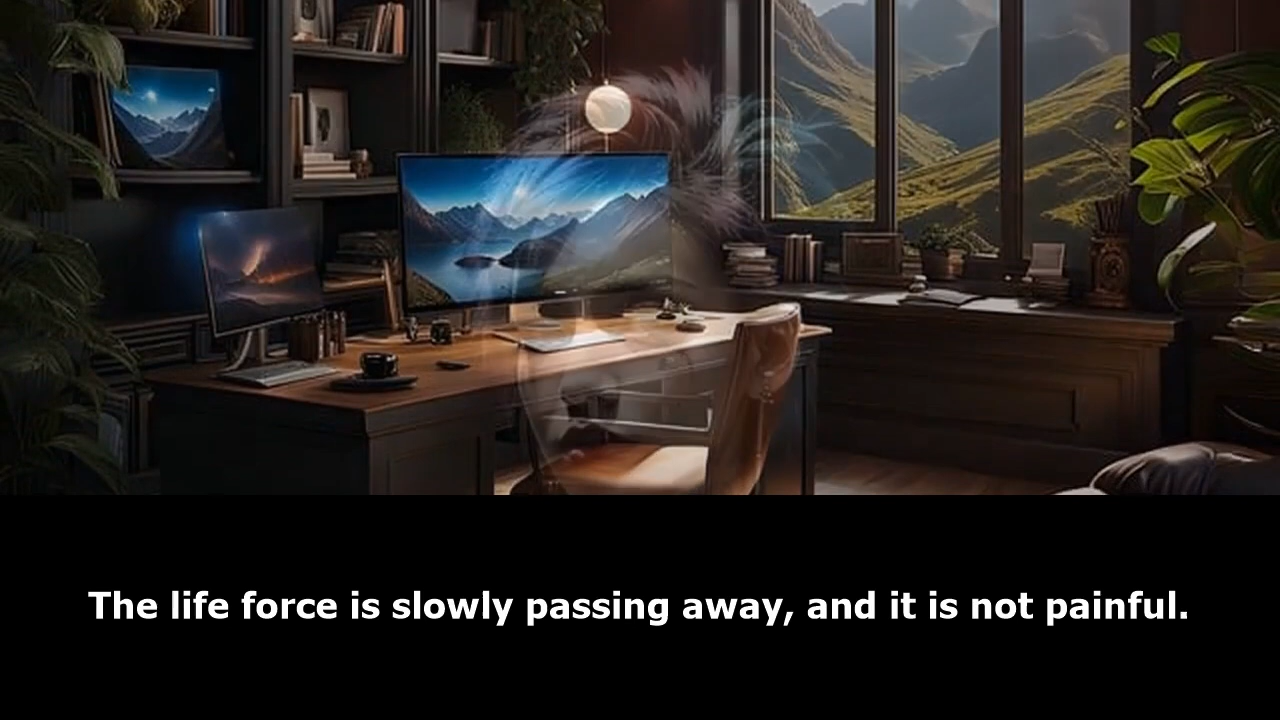 The life force is slowly passing away, and it is not painful.